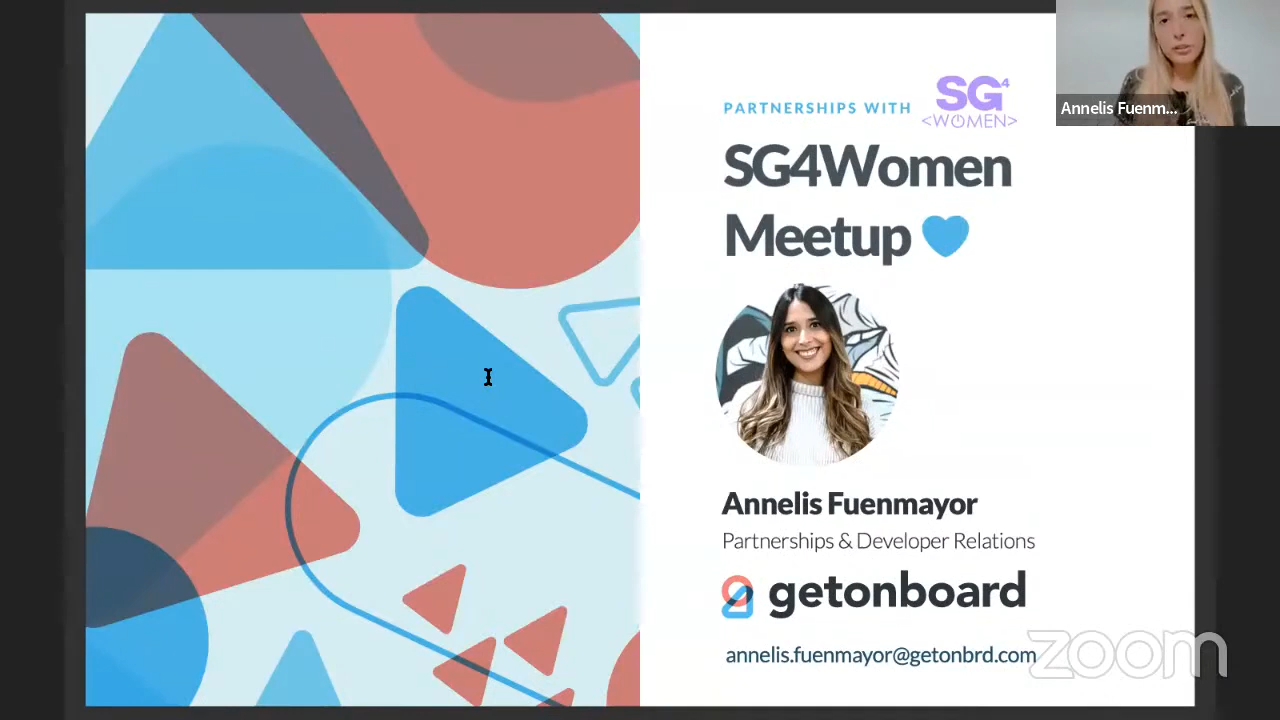 PARTNERSHIPS WITH
SG4
<WOMEN>
SG4Women
Meetup
Annelis Fuenmayor
Partnerships & Developer Relations
getonboard
annelis.fuenmayor@getonbrd.com
Annelis Fuenm...
zoom